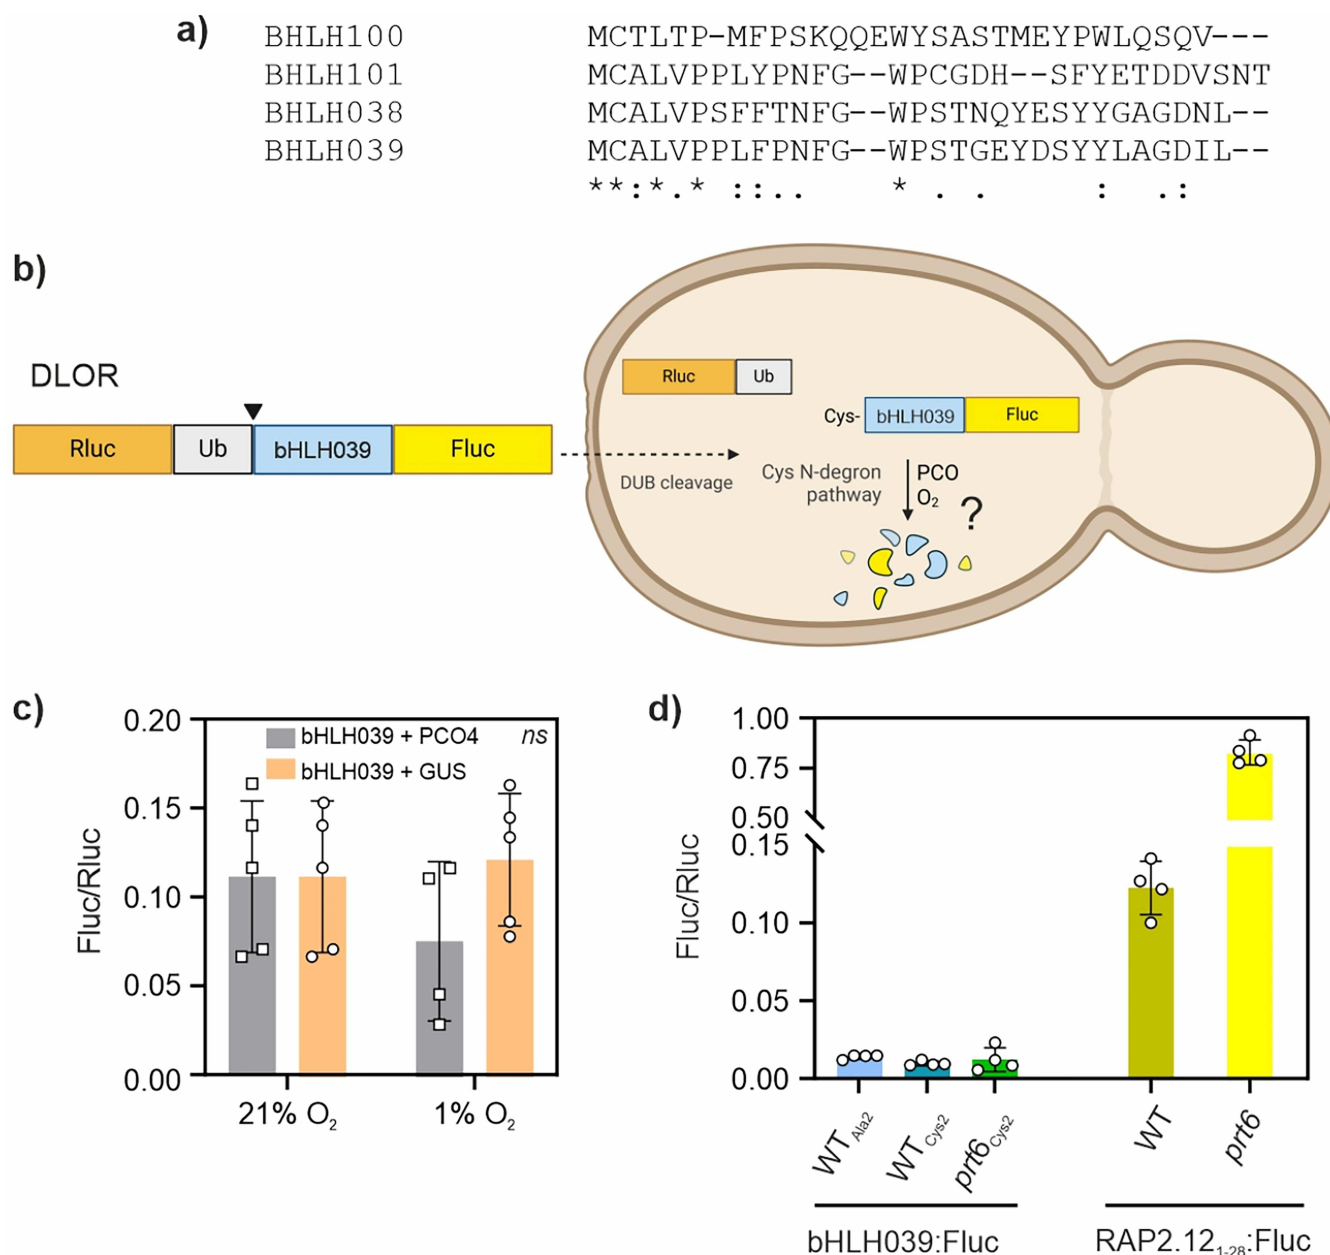 a)
BHLH100 MCTLTP-MFPSKQQEWYSASTMEYPWLQSQV---
BHLH101 MCALVPPLYPNFG--WPCGDH--SFYETDDVSNT
BHLH038 MCALVPSFFTNFG--WPSTNQYESYYGAGDNL--
BHLH039 MCALVPPLFPNFG--WPSTGEYDSYYLAGDIL--
**:*.* ::.. * . . : .:
b)
DLOR
Rluc Ub bHLH039 Fluc
Rluc Ub
Cys- bHLH039 Fluc
DUB cleavage
Cys N-degron
pathway
PCO
O2
?
c)
Fluc/Rluc
0.20
0.15
0.10
0.05
0.00
bHLH039 + PCO4
bHLH039 + GUS
ns
21% O2 1% O2
d)
Fluc/Rluc
1.00
0.75
0.50
0.15
0.10
0.05
0.00
WTAla2 WTCys2 prt6Cys2 WT prt6
bHLH039:Fluc RAP2.121-28:Fluc